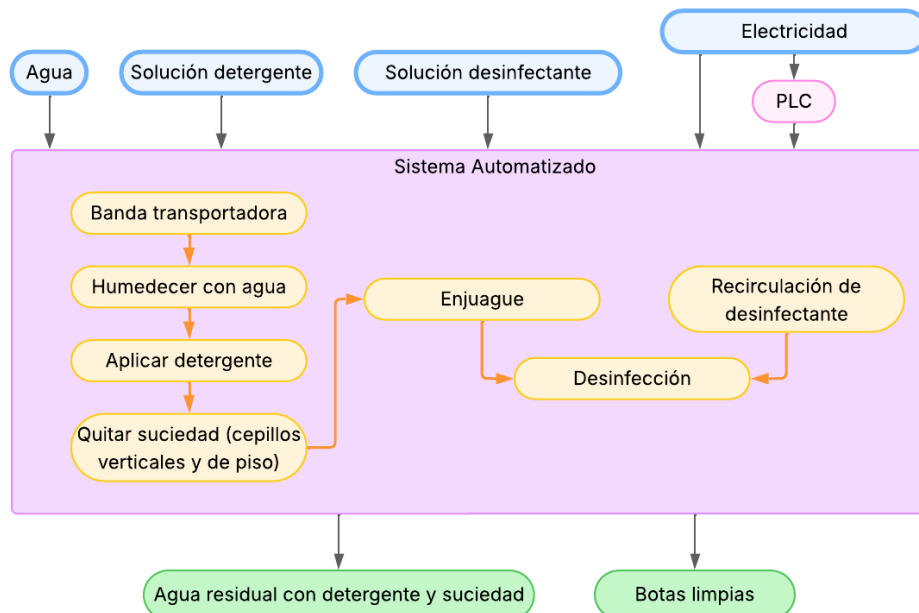 Electricidad
Agua
Solución detergente
Solución desinfectante
PLC
Sistema Automatizado
Banda transportadora
Humedecer con agua
Aplicar detergente
Quitar suciedad (cepillos
verticales y de piso)
Enjuague
Recirculación de
desinfectante
Desinfección
Agua residual con detergente y suciedad
Botas limpias